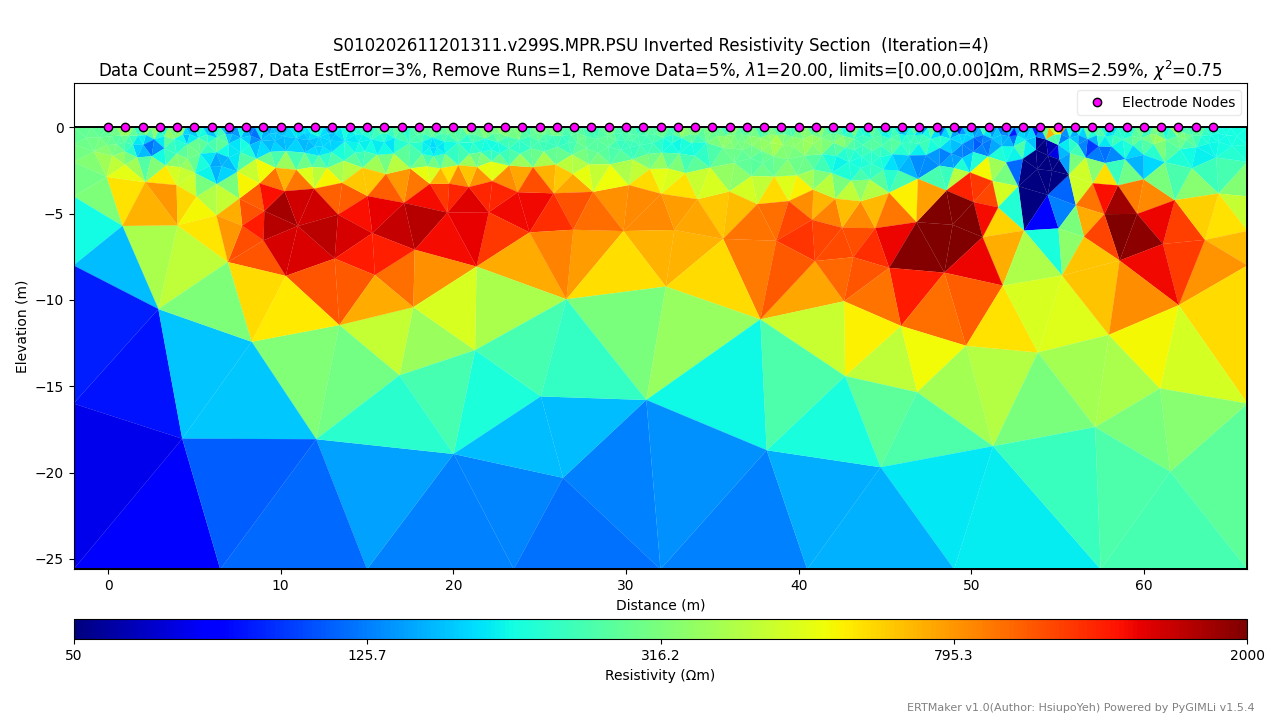 S010202611201311.v299S.MPR.PSU Inverted Resistivity Section (Iteration=4)
Data Count=25987, Data EstError=3%, Remove Runs=1, Remove Data=5%, λ1=20.00, limits=[0.00,0.00]Ωm, RRMS=2.59%, χ²=0.75
Electrode Nodes
0
−5
−10
−15
−20
−25
Elevation (m)
0 10 20 30 40 50 60
Distance (m)
50 125.7 316.2 795.3 2000
Resistivity (Ωm)
ERTMaker v1.0(Author: HsiupoYeh) Powered by PyGIMLi v1.5.4